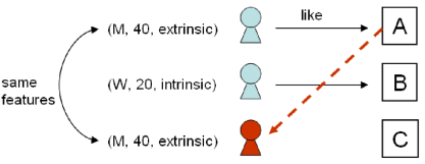 like
(M, 40, extrinsic)
A
same
features
(W, 20, intrinsic)
B
(M, 40, extrinsic)
C